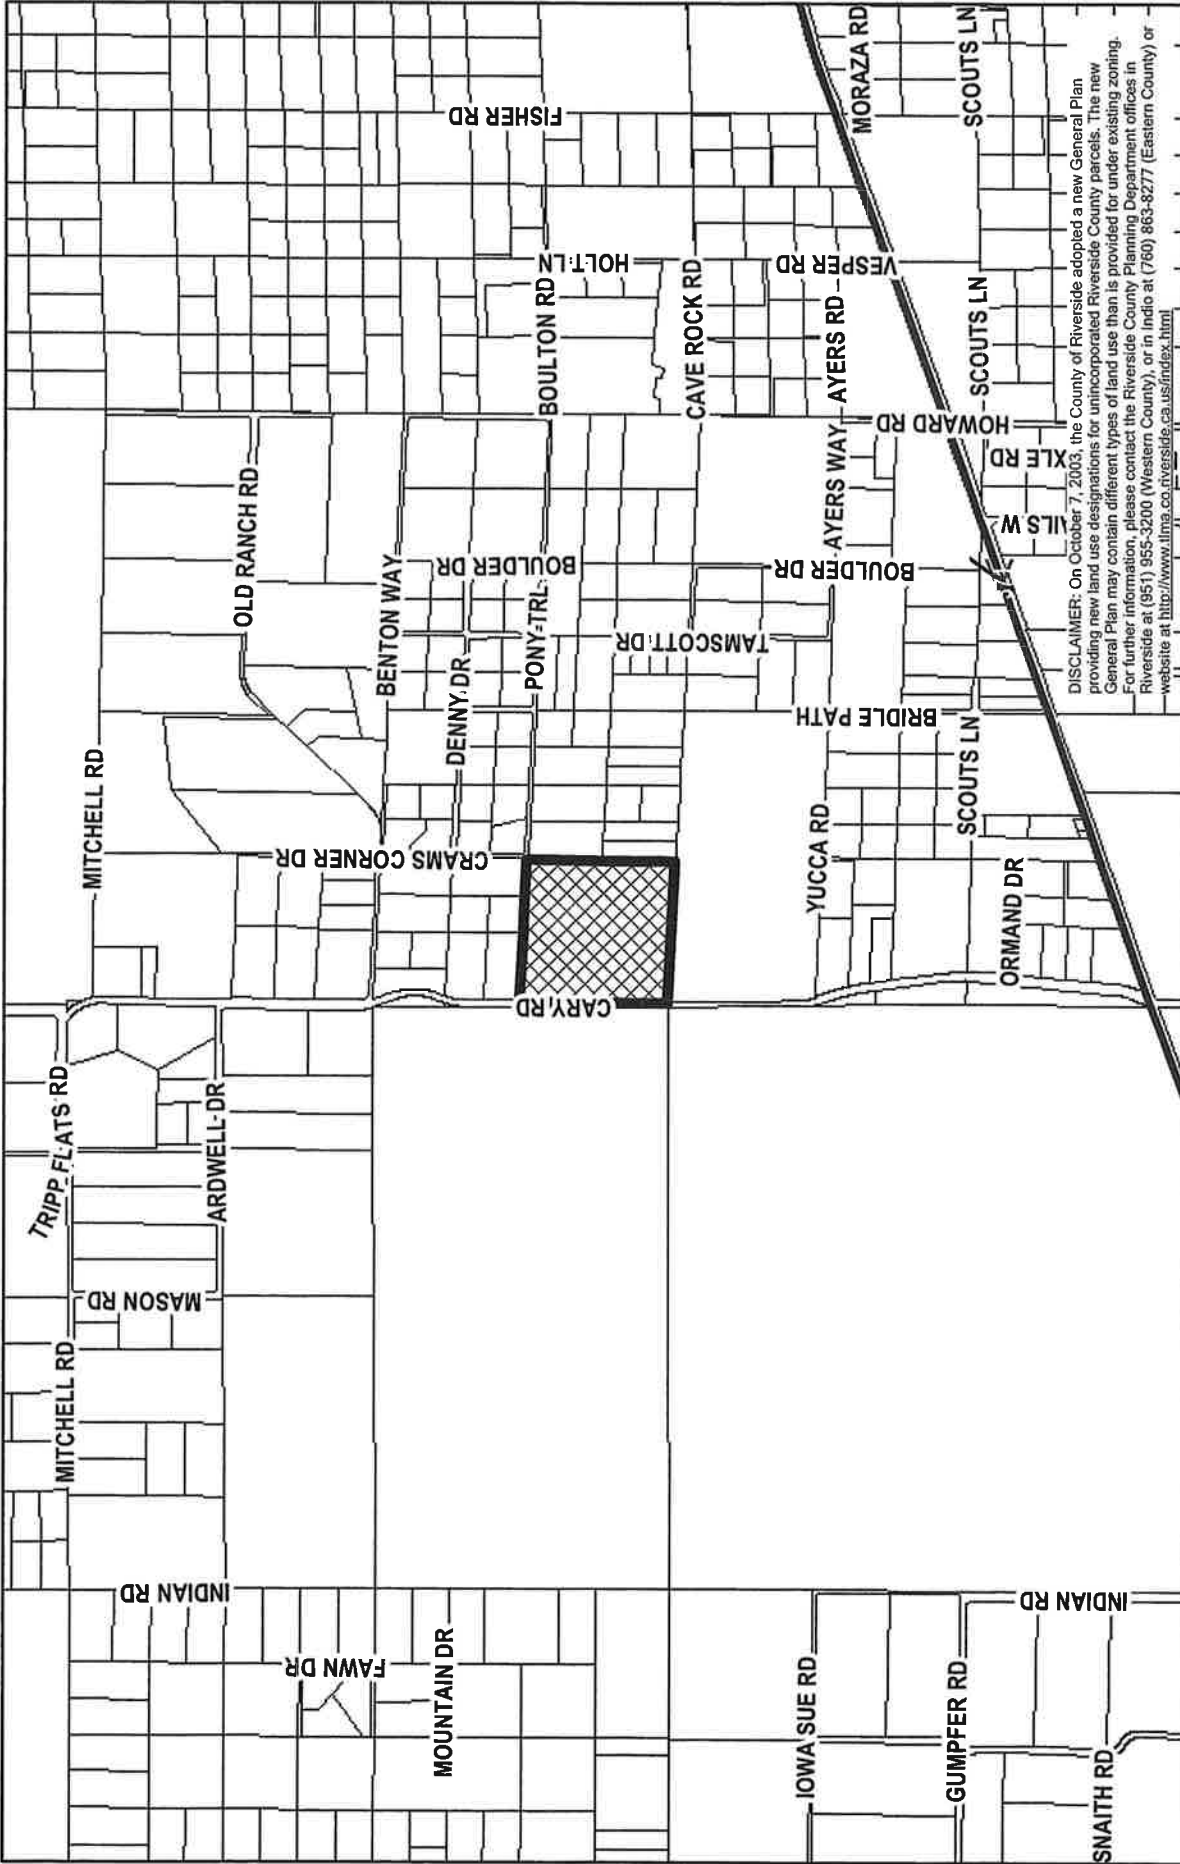 MORAZA RD
SCOUTS LN
FISHER RD
HOLT LN
VESPER RD
BOULTON RD
CAVE ROCK RD
AYERS RD
SCOUTS LN
HOWARD RD
XLE RD
AILS W
OLD RANCH RD
BOULDER DR
AYERS WAY
BOULDER DR
BENTON WAY
PONY TRL
TAMSCOTT DR
DENNY DR
BRIDLE PATH
SCOUTS LN
MITCHELL RD
CRAMS CORNER DR
YUCCA RD
ORMAND DR
CARY RD
TRIPP FLATS RD
ARDWELL DR
MASON RD
MITCHELL RD
INDIAN RD
INDIAN RD
FAWN DR
MOUNTAIN DR
IOWA SUE RD
GUMPFER RD
SNAITH RD
DISCLAIMER: On October 7, 2003, the County of Riverside adopted a new General Plan
providing new land use designations for unincorporated Riverside County parcels. The new
General Plan may contain different types of land use than is provided for under existing zoning.
For further information, please contact the Riverside County Planning Department offices in
Riverside at (951) 955-3200 (Western County), or in Indio at (760) 863-8277 (Eastern County) or
website at http://www.tlma.co.riverside.ca.us/index.html